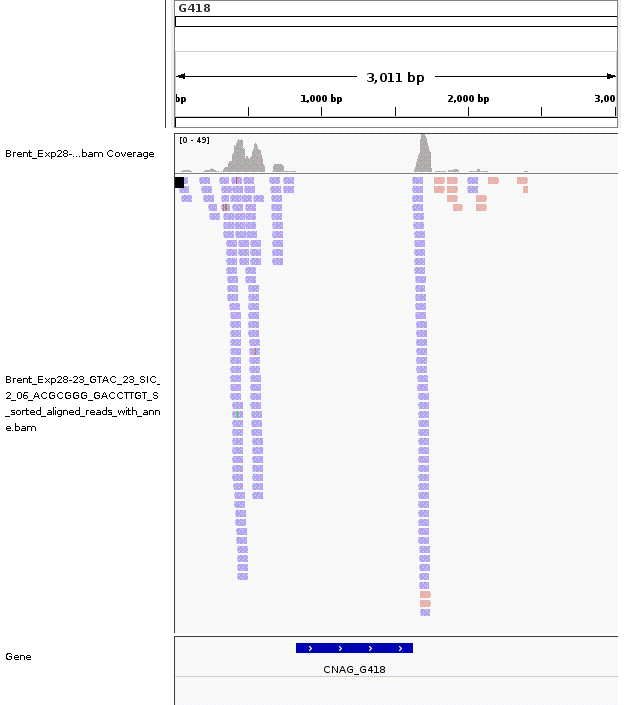 G418
3,011 bp
bp
1,000 bp
2,000 bp
3,00
[0 - 49]
Brent_Exp28-...bam Coverage
Brent_Exp28-23_GTAC_23_SIC_
2_06_ACGCGGG_GACCTTGT_S
_sorted_aligned_reads_with_ann
e.bam
Gene
CNAG_G418